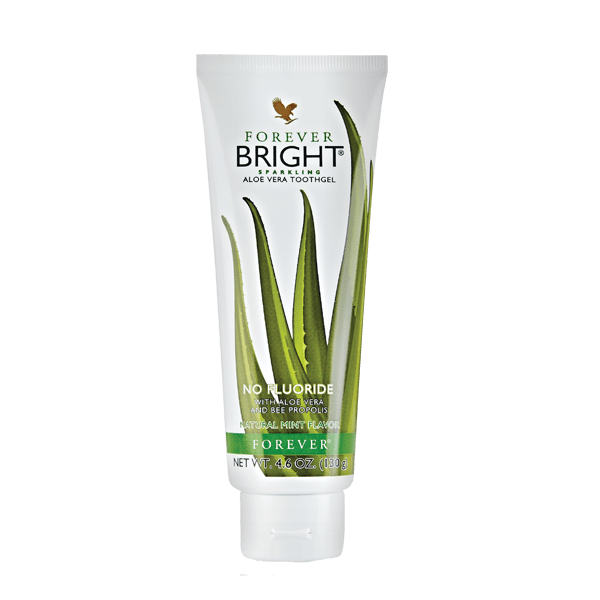 FOREVER
BRIGHT®
SPARKLING
ALOE VERA TOOTHGEL
NO FLUORIDE
WITH ALOE VERA
AND BEE PROPOLIS
NATURAL MINT FLAVOR
FOREVER®
NET WT. 4.6 OZ. (130 g)